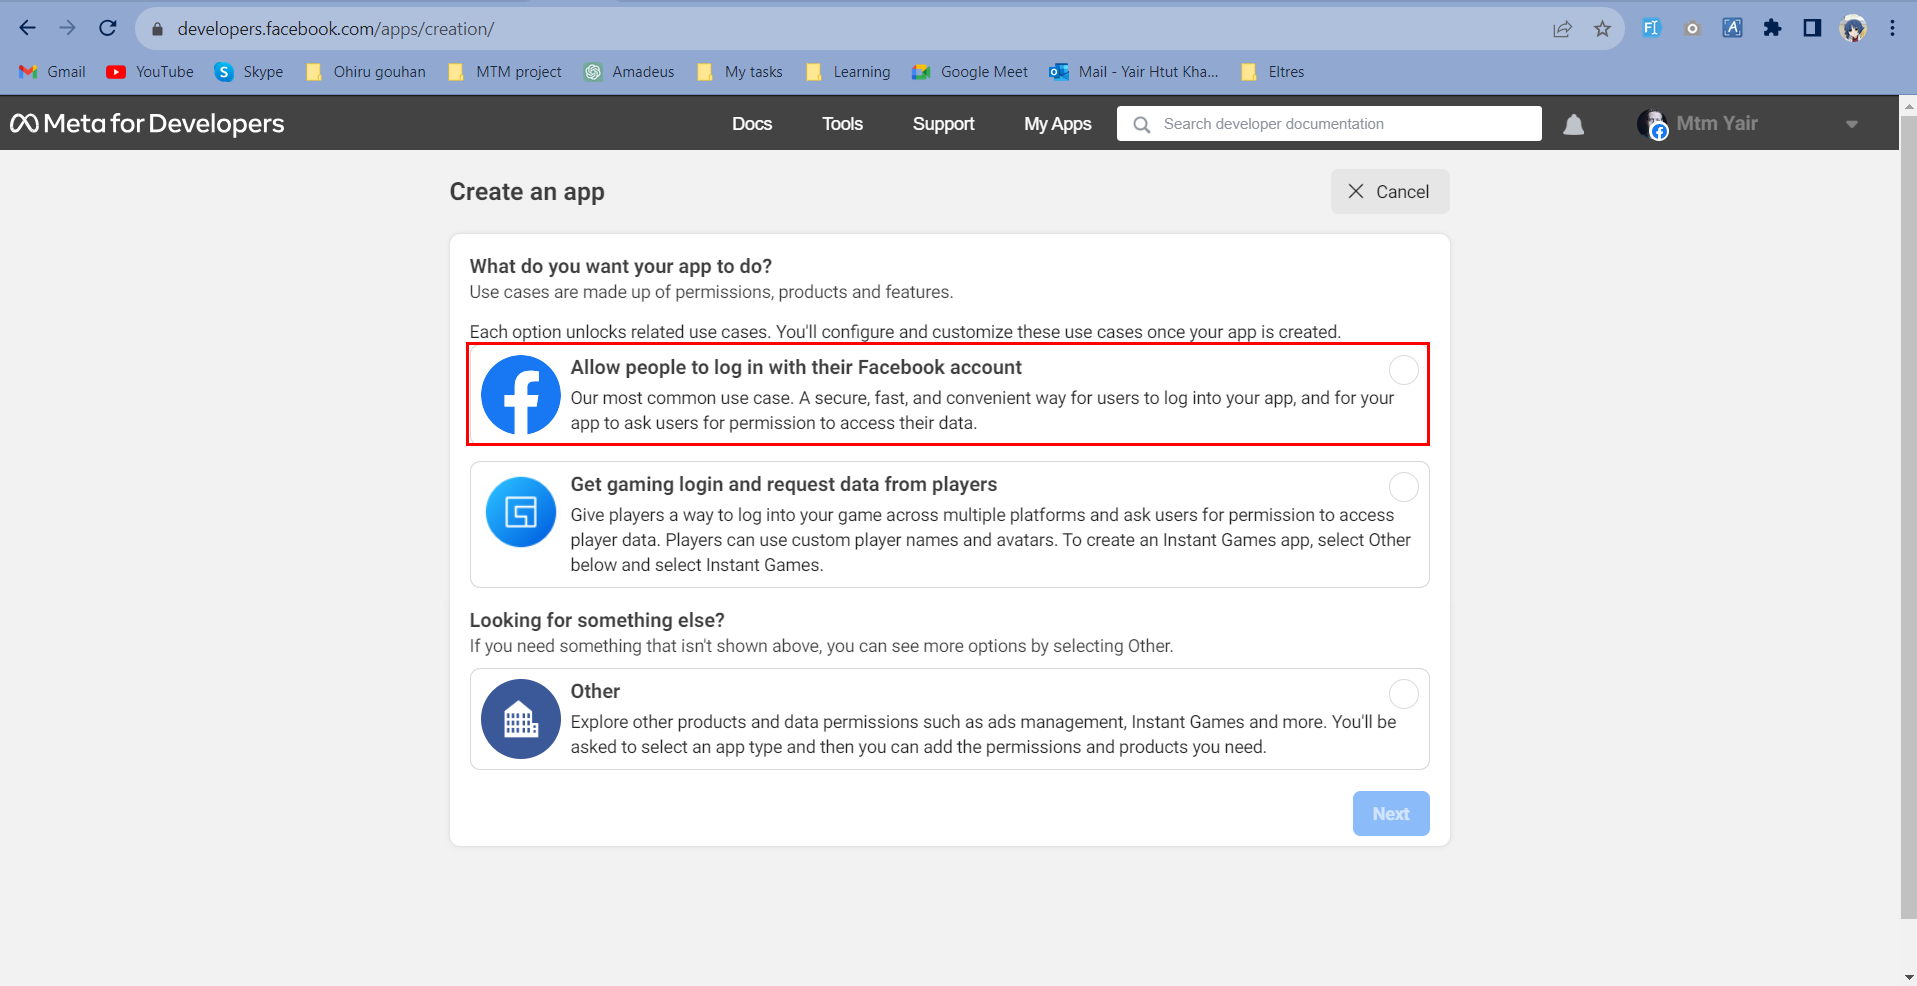 developers.facebook.com/apps/creation/
Gmail YouTube Skype Ohiru gouhan MTM project Amadeus My tasks Learning Google Meet Mail - Yair Htut Kha... Eltres
Meta for Developers Docs Tools Support My Apps Search developer documentation Mtm Yair
Create an app Cancel
What do you want your app to do?
Use cases are made up of permissions, products and features.
Each option unlocks related use cases. You'll configure and customize these use cases once your app is created.
Allow people to log in with their Facebook account
Our most common use case. A secure, fast, and convenient way for users to log into your app, and for your
app to ask users for permission to access their data.
Get gaming login and request data from players
Give players a way to log into your game across multiple platforms and ask users for permission to access
player data. Players can use custom player names and avatars. To create an Instant Games app, select Other
below and select Instant Games.
Looking for something else?
If you need something that isn't shown above, you can see more options by selecting Other.
Other
Explore other products and data permissions such as ads management, Instant Games and more. You'll be
asked to select an app type and then you can add the permissions and products you need.
Next